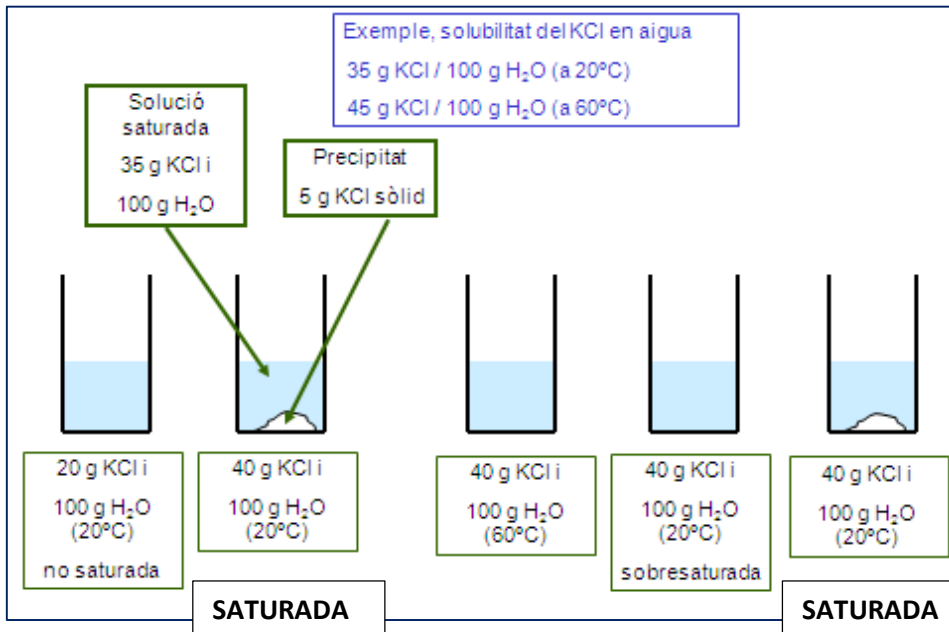 Exemple, solubilitat del KCl en aigua
35 g KCl / 100 g H₂O (a 20ºC)
45 g KCl / 100 g H₂O (a 60ºC)
Solució
saturada
35 g KCl i
100 g H₂O
Precipitat
5 g KCl sòlid
20 g KCl i
100 g H₂O
(20ºC)
no saturada
40 g KCl i
100 g H₂O
(20ºC)
SATURADA
40 g KCl i
100 g H₂O
(60ºC)
40 g KCl i
100 g H₂O
(20ºC)
sobresaturada
40 g KCl i
100 g H₂O
(20ºC)
SATURADA